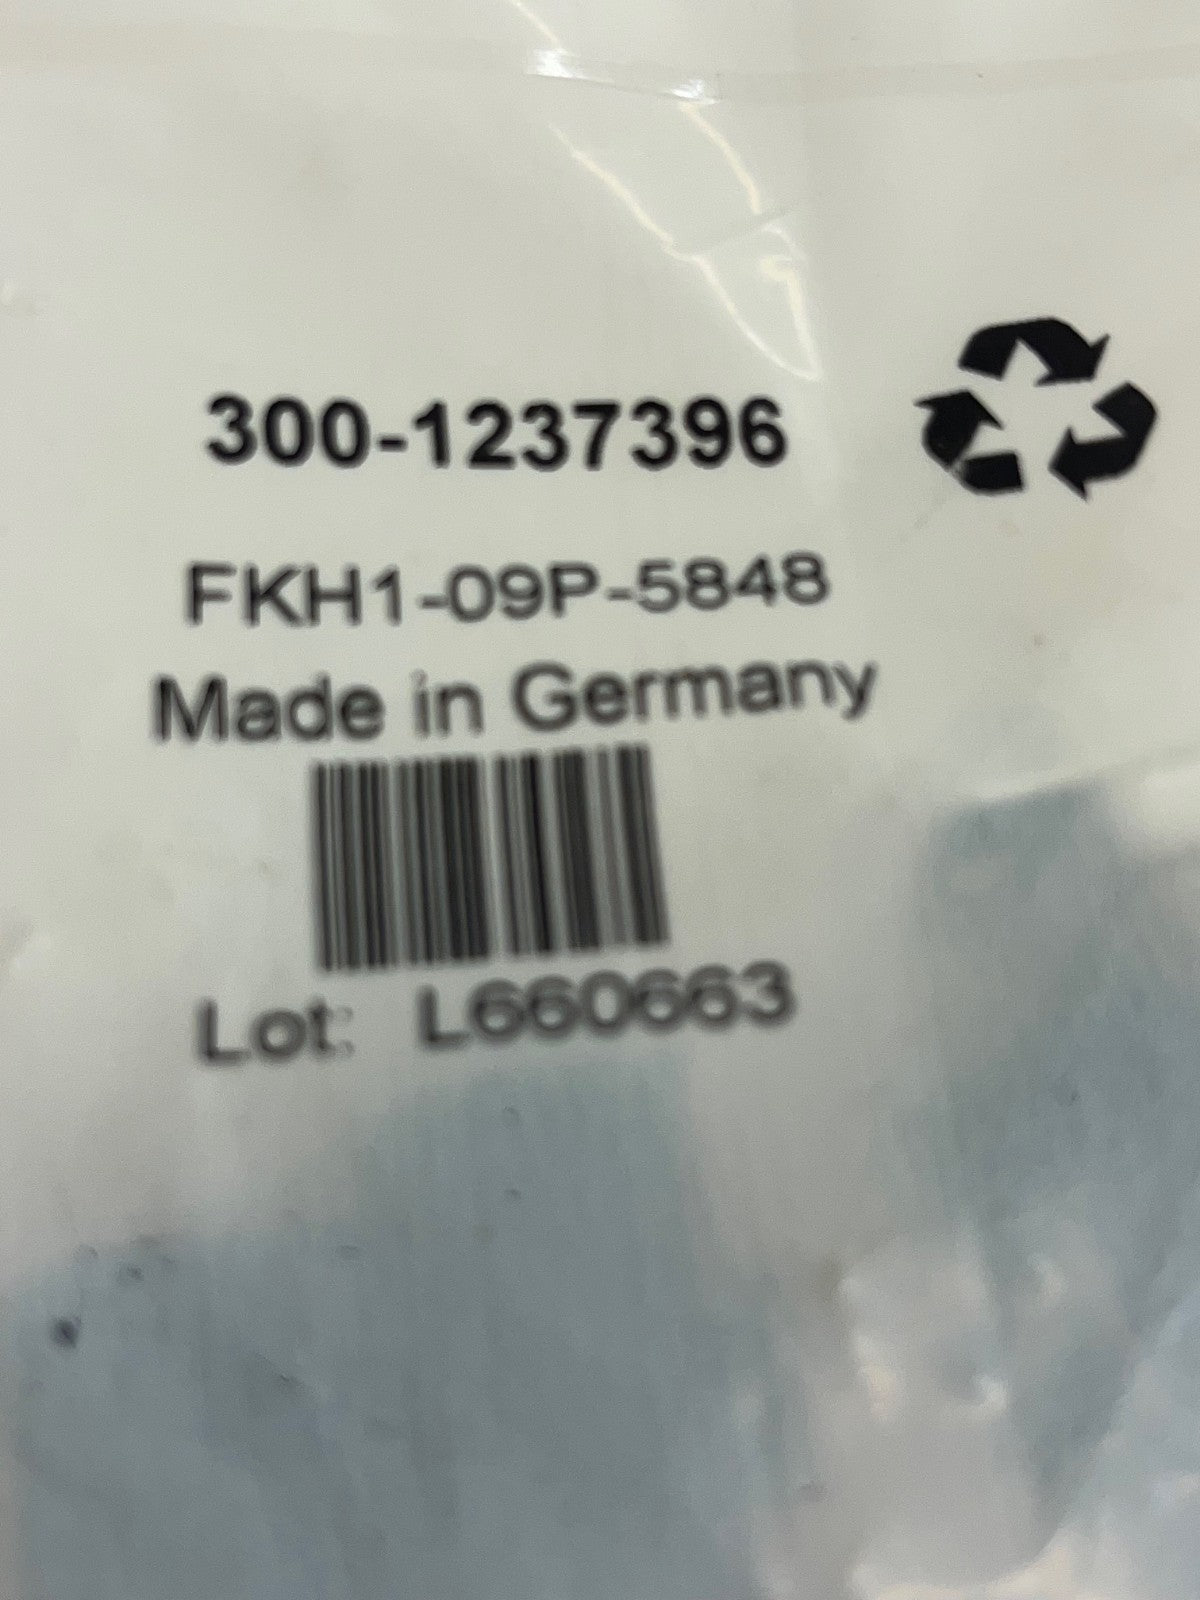 300-1237396
FKH1-09P-5848
Made in Germany
Lot: L660663